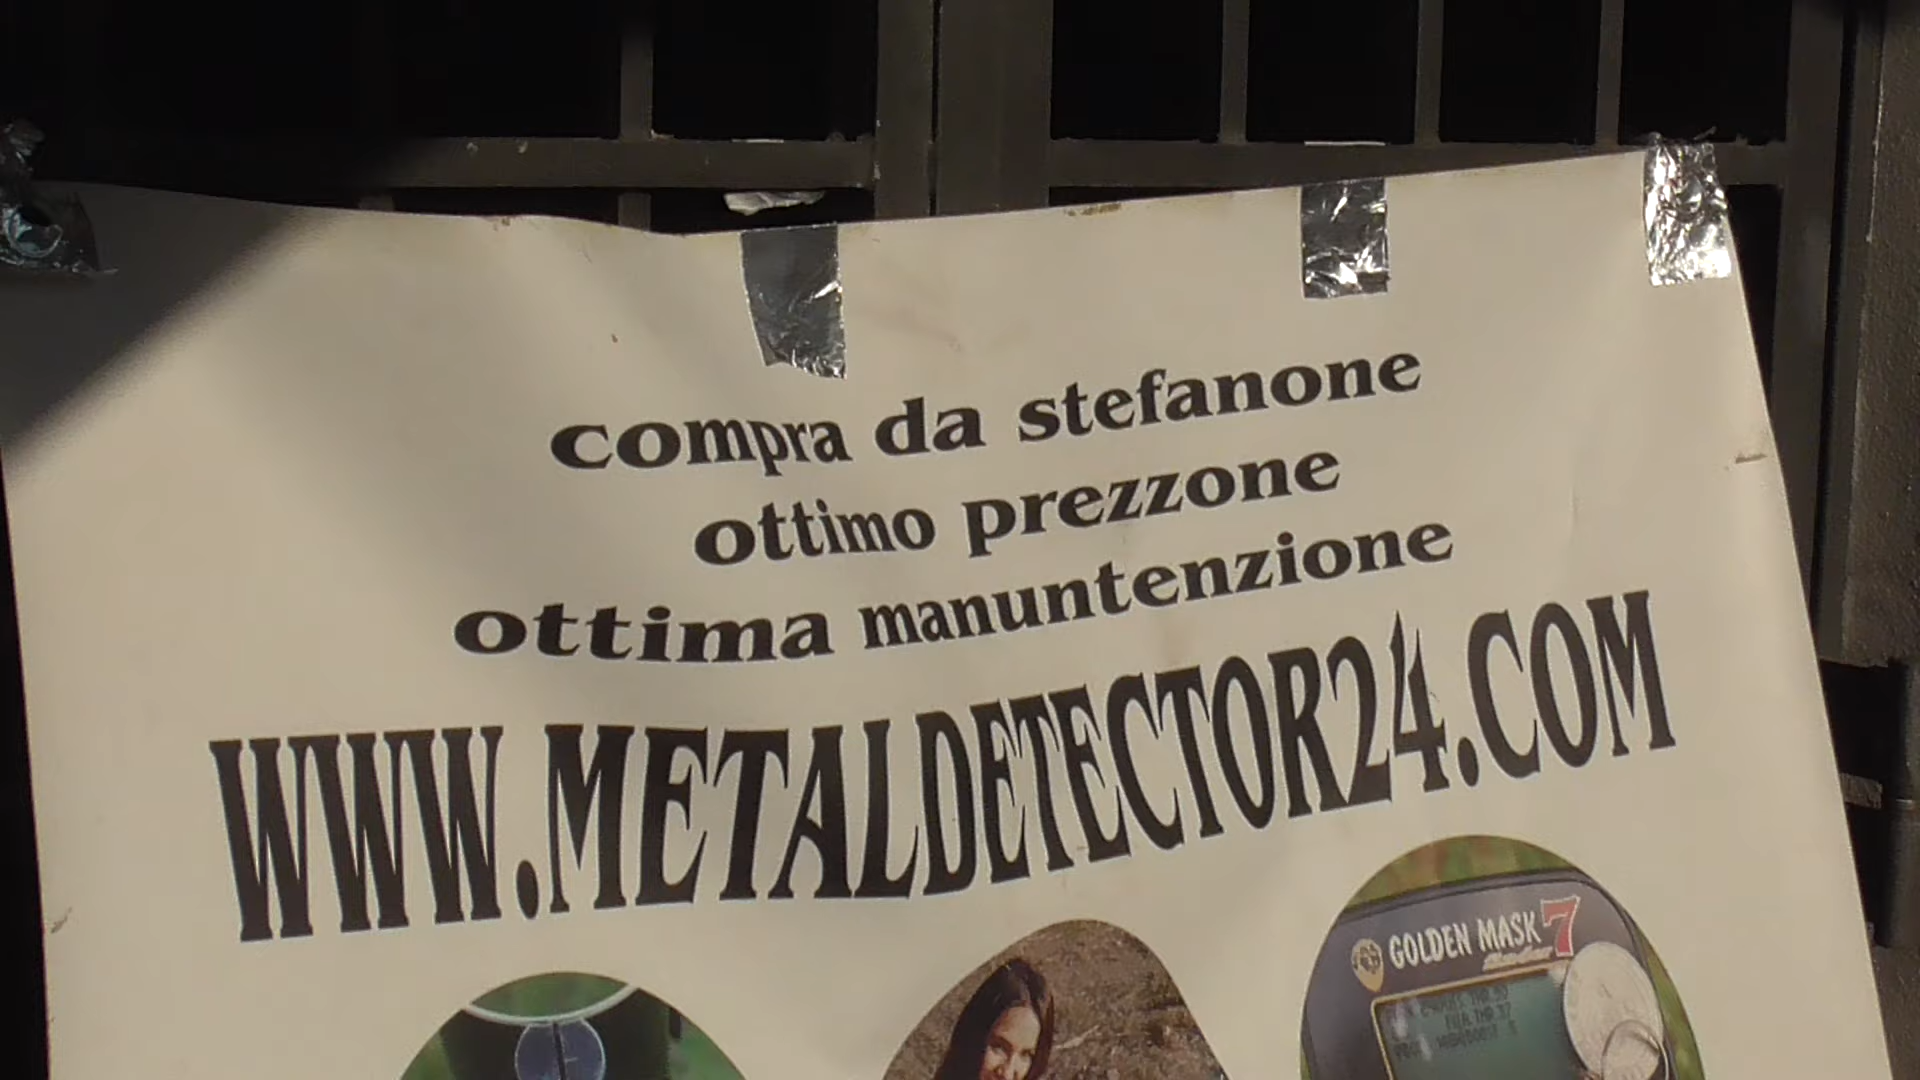 compra da stefanone
ottimo prezzone
ottima manuntenzione
WWW.METALDETECTOR24.COM
GOLDEN MASK 7